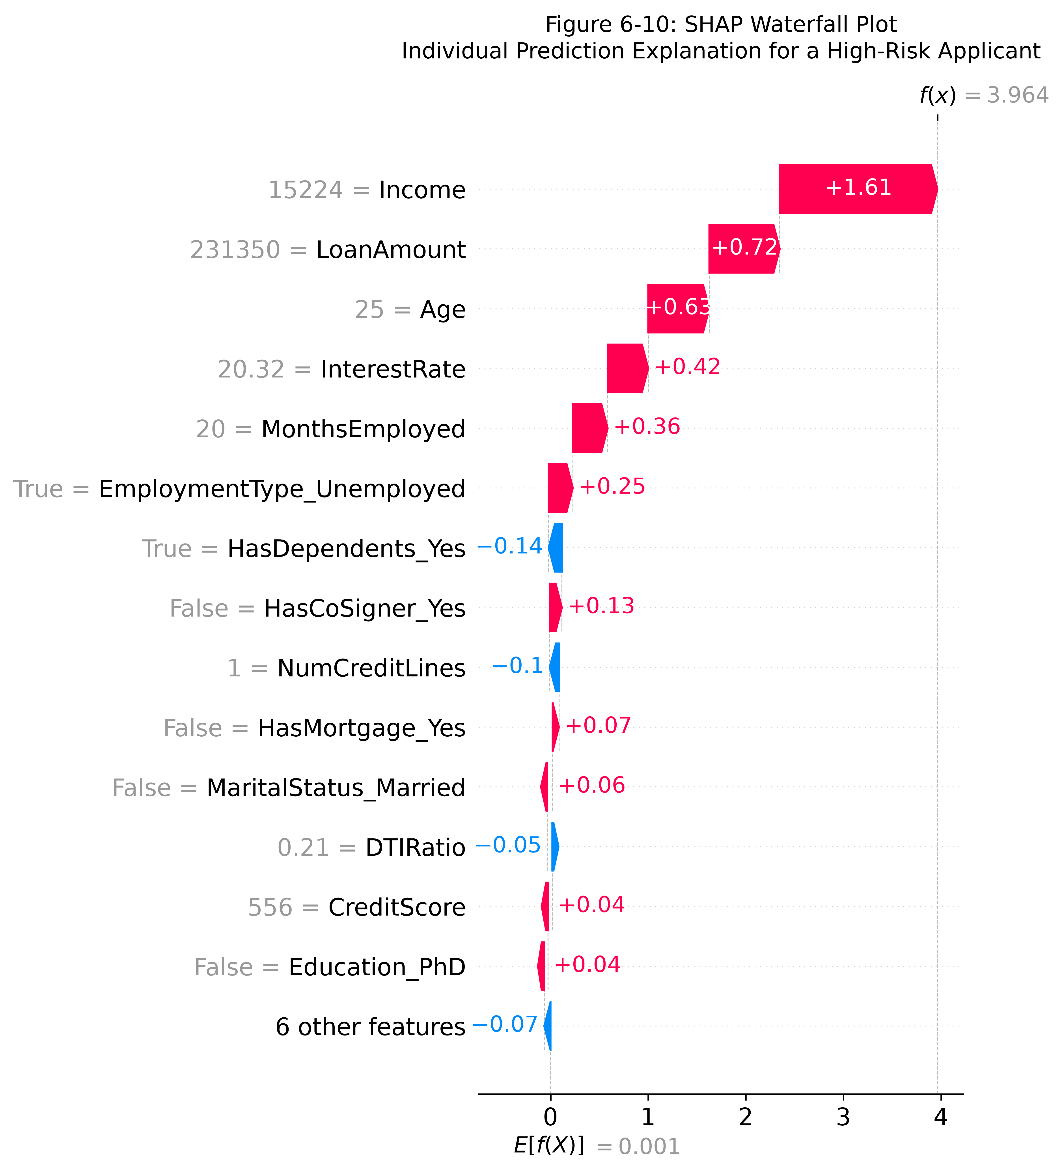 Figure 6-10: SHAP Waterfall Plot
Individual Prediction Explanation for a High-Risk Applicant
f(x) = 3.964
15224 = Income +1.61
231350 = LoanAmount +0.72
25 = Age +0.63
20.32 = InterestRate +0.42
20 = MonthsEmployed +0.36
True = EmploymentType_Unemployed +0.25
True = HasDependents_Yes −0.14
False = HasCoSigner_Yes +0.13
1 = NumCreditLines −0.1
False = HasMortgage_Yes +0.07
False = MaritalStatus_Married +0.06
0.21 = DTIRatio −0.05
556 = CreditScore +0.04
False = Education_PhD +0.04
6 other features −0.07
0 1 2 3 4
E[f(X)] = 0.001